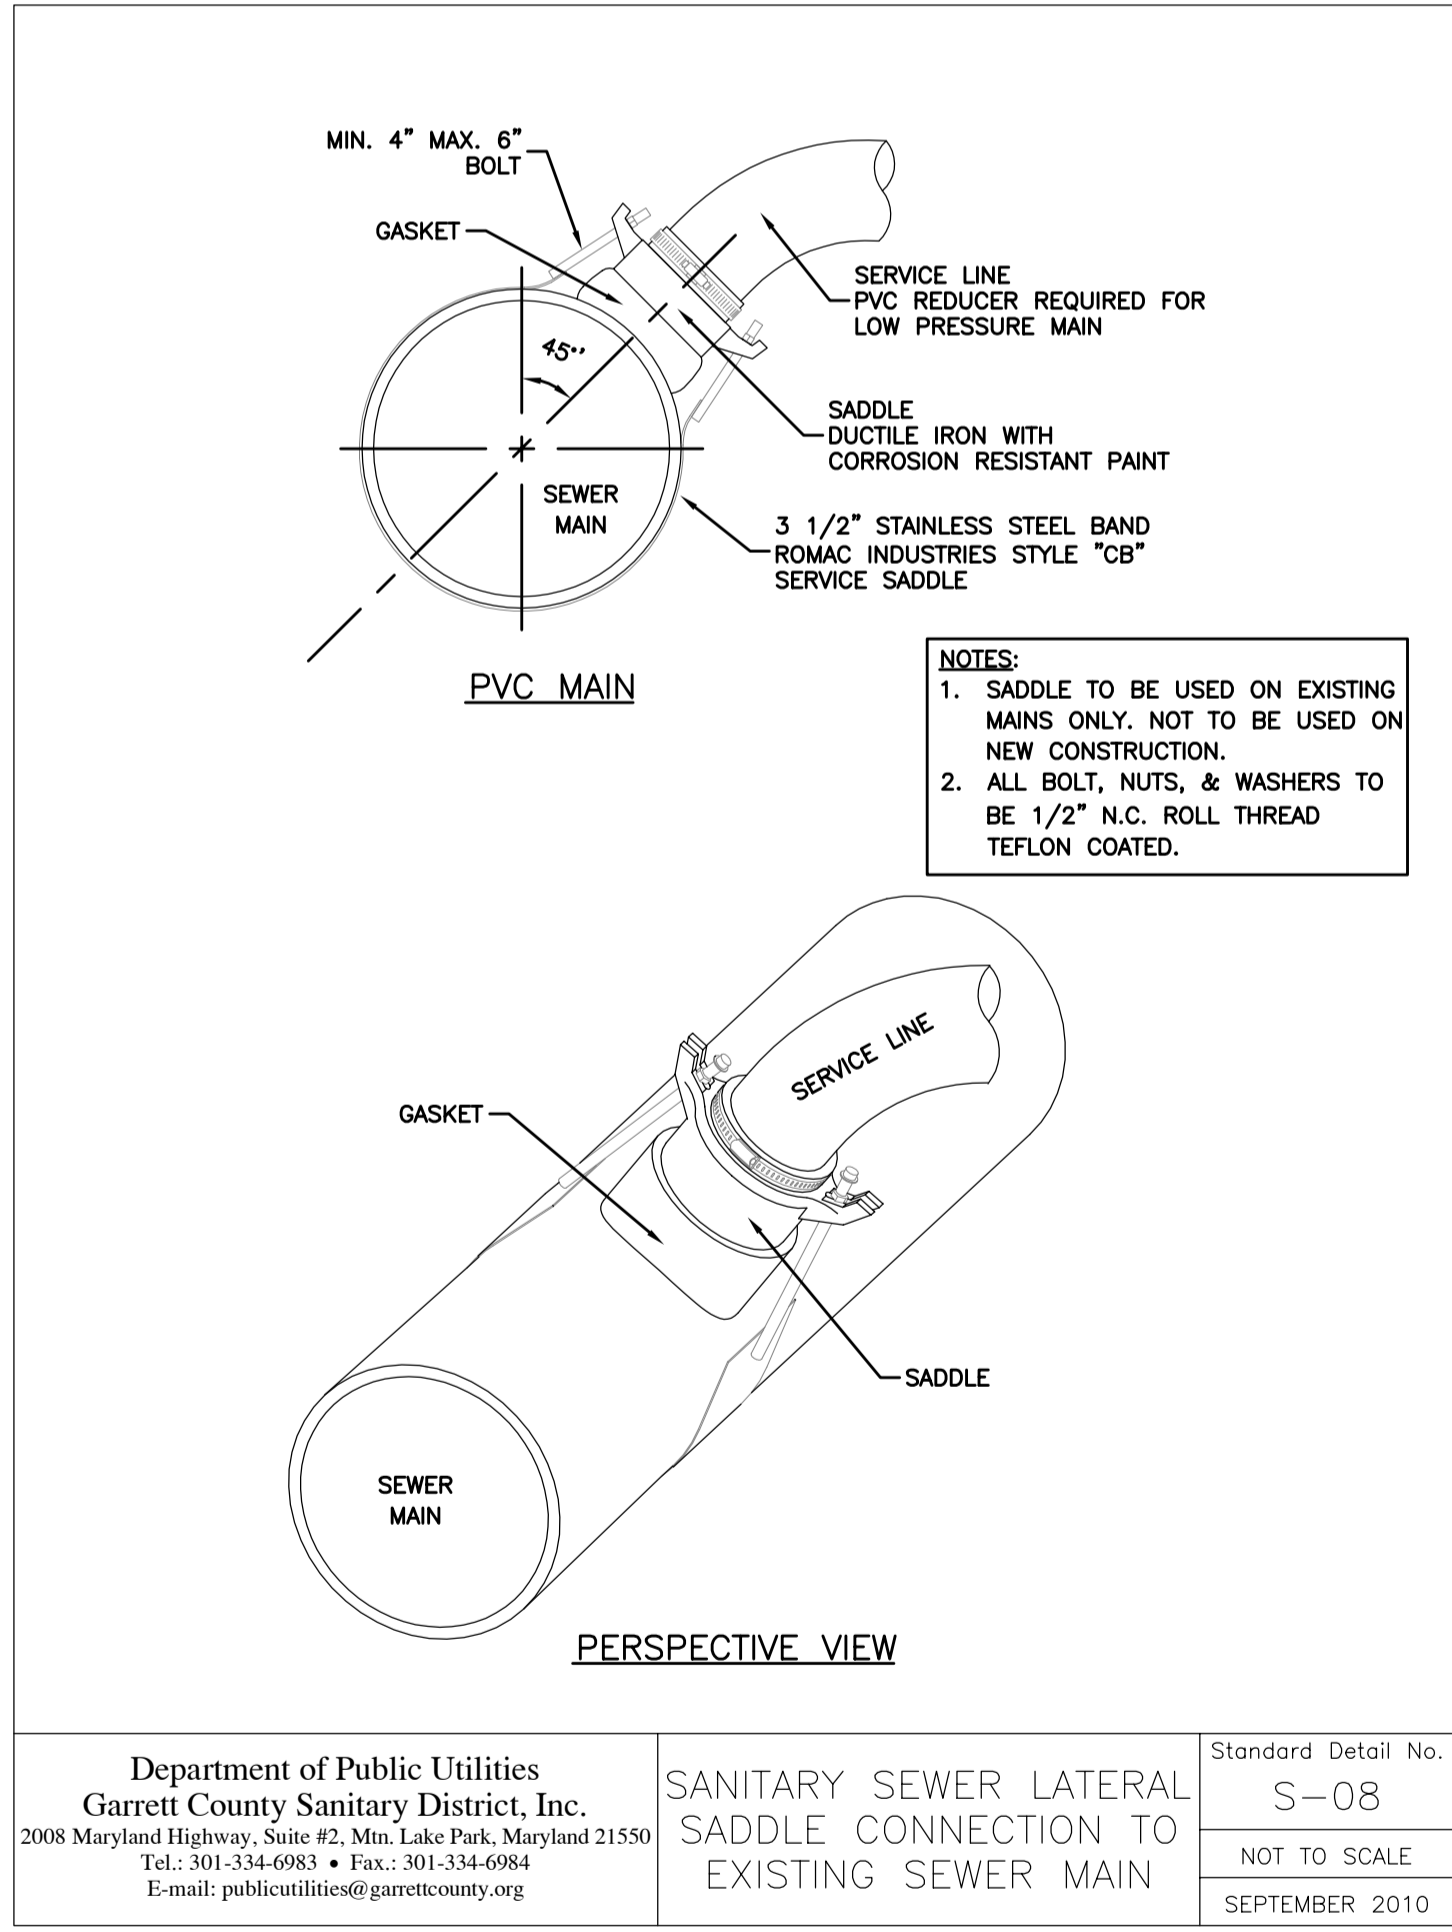 MIN. 4" MAX. 6"
BOLT
GASKET
SERVICE LINE
PVC REDUCER REQUIRED FOR
LOW PRESSURE MAIN
45°
SADDLE
DUCTILE IRON WITH
CORROSION RESISTANT PAINT
SEWER
MAIN
3 1/2" STAINLESS STEEL BAND
ROMAC INDUSTRIES STYLE "CB"
SERVICE SADDLE
PVC MAIN
NOTES:
1. SADDLE TO BE USED ON EXISTING
MAINS ONLY. NOT TO BE USED ON
NEW CONSTRUCTION.
2. ALL BOLT, NUTS, & WASHERS TO
BE 1/2" N.C. ROLL THREAD
TEFLON COATED.
SERVICE LINE
GASKET
SADDLE
SEWER
MAIN
PERSPECTIVE VIEW
Department of Public Utilities
Garrett County Sanitary District, Inc.
2008 Maryland Highway, Suite #2, Mtn. Lake Park, Maryland 21550
Tel.: 301-334-6983 • Fax.: 301-334-6984
E-mail: publicutilities@garrettcounty.org
SANITARY SEWER LATERAL
SADDLE CONNECTION TO
EXISTING SEWER MAIN
Standard Detail No.
S-08
NOT TO SCALE
SEPTEMBER 2010